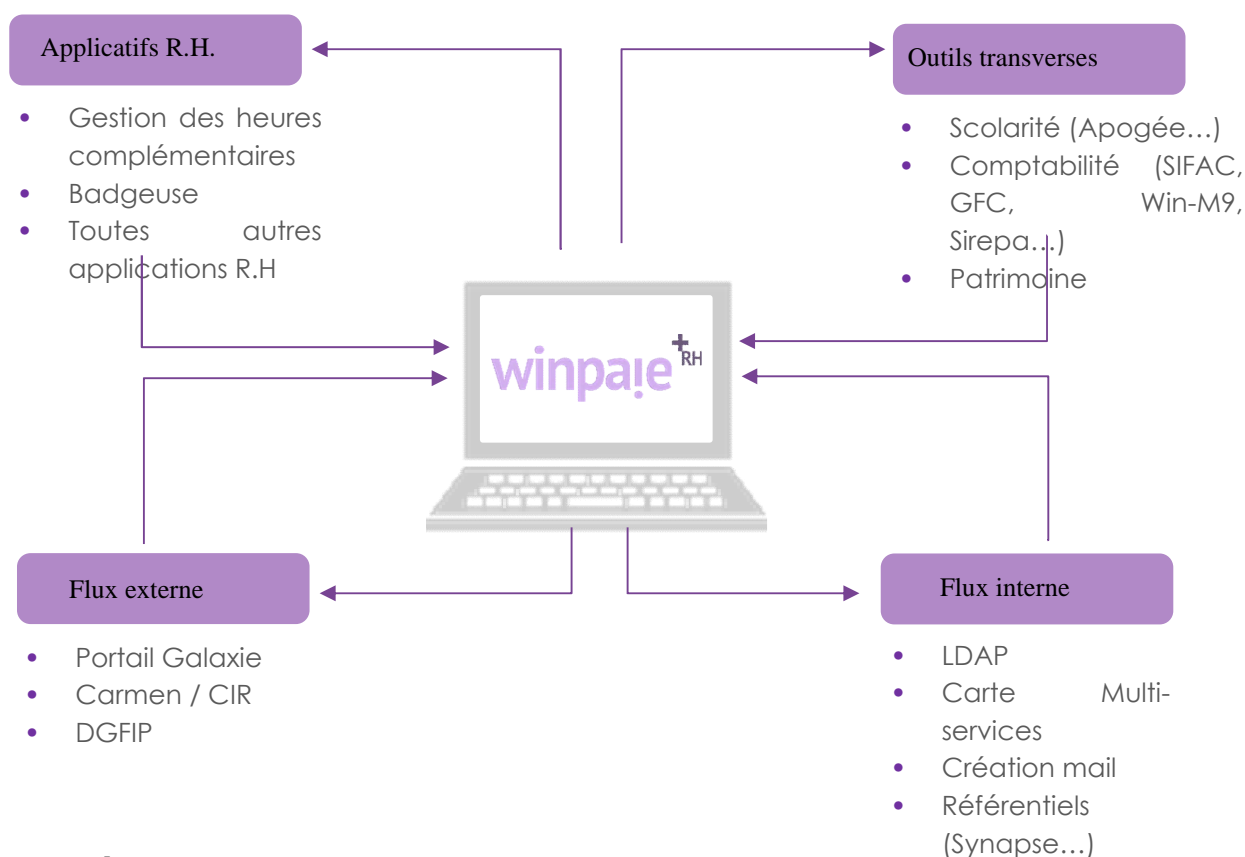 Applicatifs R.H.
• Gestion des heures
complémentaires
• Badgeuse
• Toutes autres
applications R.H
Outils transverses
• Scolarité (Apogée…)
• Comptabilité (SIFAC,
GFC, Win-M9,
Sirepa…)
• Patrimoine
winpaie+RH
Flux externe
• Portail Galaxie
• Carmen / CIR
• DGFIP
Flux interne
• LDAP
• Carte Multi-
services
• Création mail
• Référentiels
(Synapse…)